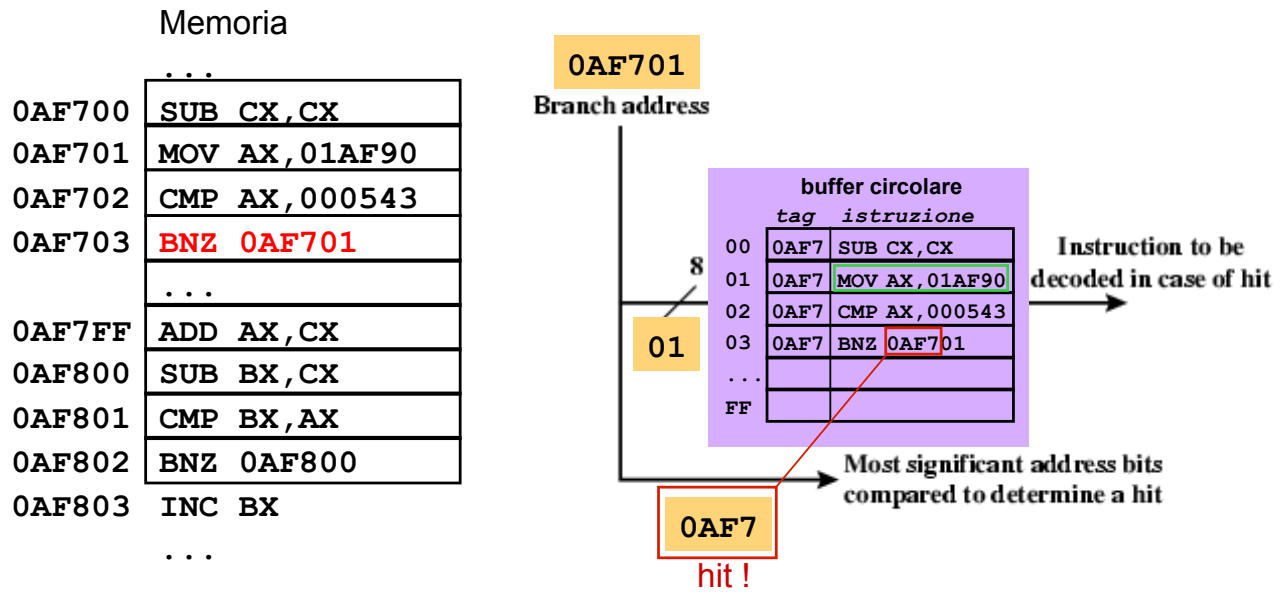 Memoria
...
0AF700 SUB CX,CX
0AF701 MOV AX,01AF90
0AF702 CMP AX,000543
0AF703 BNZ 0AF701
...
0AF7FF ADD AX,CX
0AF800 SUB BX,CX
0AF801 CMP BX,AX
0AF802 BNZ 0AF800
0AF803 INC BX
...
0AF701
Branch address
8
01
buffer circolare
tag istruzione
00 0AF7 SUB CX,CX
01 0AF7 MOV AX,01AF90
02 0AF7 CMP AX,000543
03 0AF7 BNZ 0AF701
...
FF
Instruction to be
decoded in case of hit
Most significant address bits
compared to determine a hit
0AF7
hit !